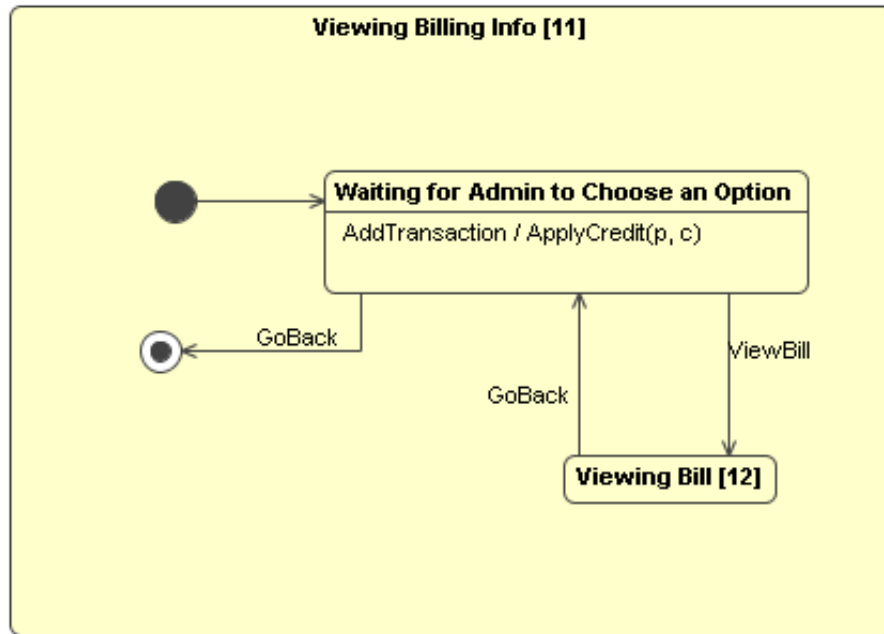 Viewing Billing Info [11]
Waiting for Admin to Choose an Option
AddTransaction / ApplyCredit(p, c)
GoBack
ViewBill
GoBack
Viewing Bill [12]